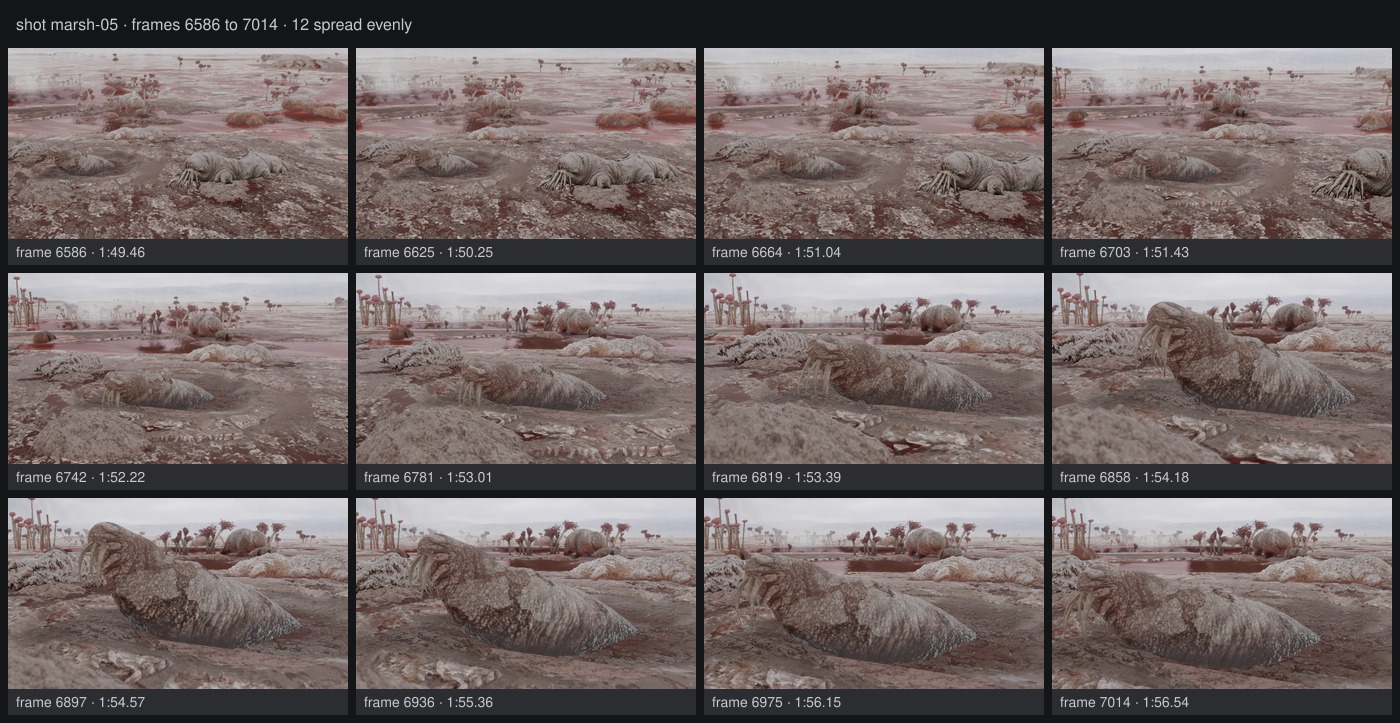 shot marsh-05 · frames 6586 to 7014 · 12 spread evenly
frame 6586 · 1:49.46
frame 6625 · 1:50.25
frame 6664 · 1:51.04
frame 6703 · 1:51.43
frame 6742 · 1:52.22
frame 6781 · 1:53.01
frame 6819 · 1:53.39
frame 6858 · 1:54.18
frame 6897 · 1:54.57
frame 6936 · 1:55.36
frame 6975 · 1:56.15
frame 7014 · 1:56.54